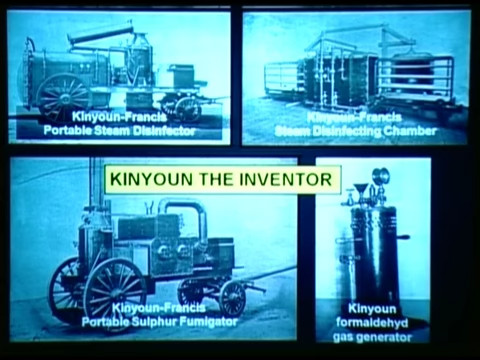 Kinyoun-Francis
Portable Steam Disinfector
Kinyoun-Francis
Steam Disinfecting Chamber
KINYOUN THE INVENTOR
Kinyoun-Francis
Portable Sulphur Fumigator
Kinyoun
formaldehyd
gas generator